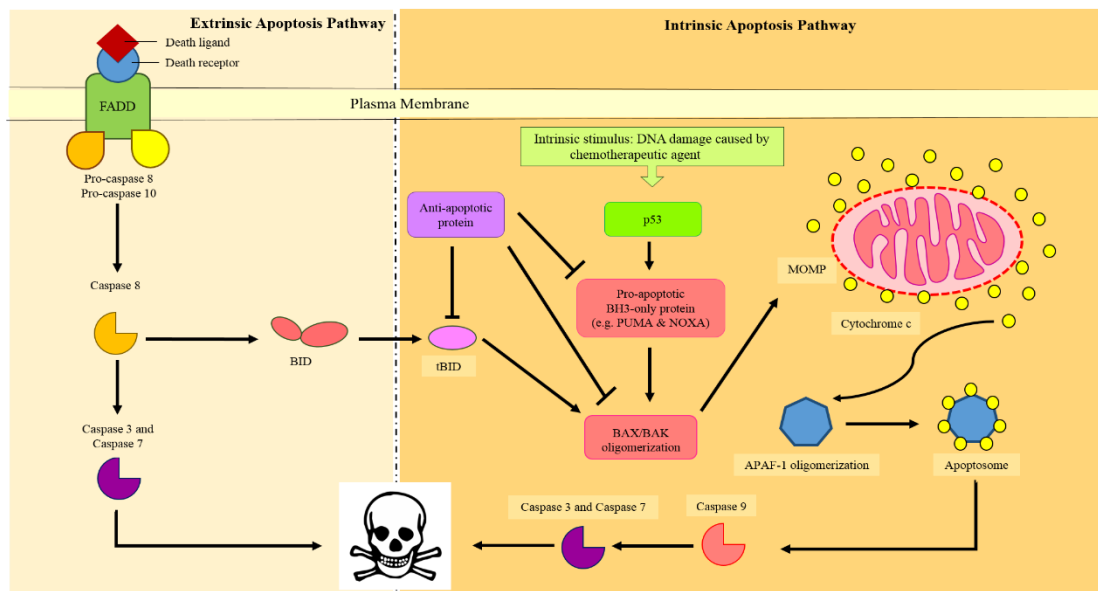 Extrinsic Apoptosis Pathway
Intrinsic Apoptosis Pathway
Death ligand
Death receptor
FADD
Plasma Membrane
Pro-caspase 8
Pro-caspase 10
Intrinsic stimulus: DNA damage caused by
chemotherapeutic agent
Anti-apoptotic
protein
p53
MOMP
Caspase 8
Pro-apoptotic
BH3-only protein
(e.g. PUMA & NOXA)
Cytochrome c
BID
tBID
Caspase 3 and
Caspase 7
BAX/BAK
oligomerization
APAF-1 oligomerization
Apoptosome
Caspase 3 and Caspase 7
Caspase 9